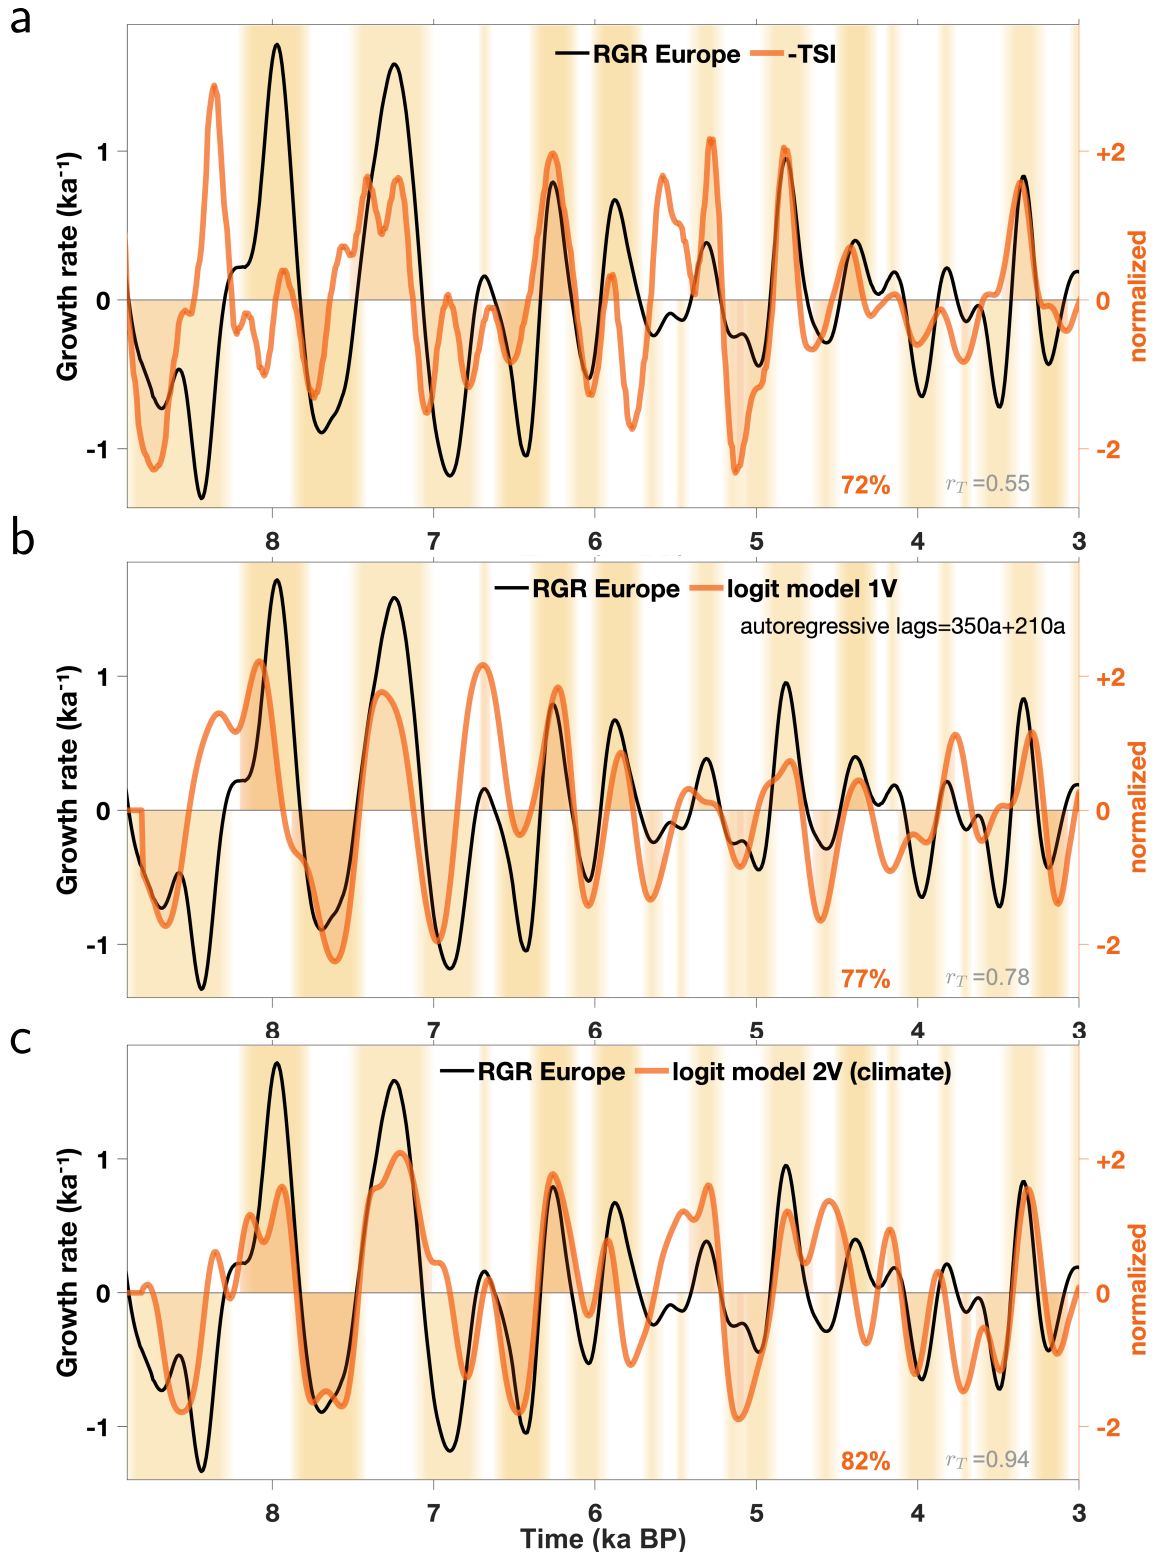 a
RGR Europe -TSI
Growth rate (ka⁻¹)
1
0
-1
+2
0
-2
normalized
72% r_T =0.55
8 7 6 5 4 3
b
RGR Europe logit model 1V
autoregressive lags=350a+210a
Growth rate (ka⁻¹)
1
0
-1
+2
0
-2
normalized
77% r_T =0.78
8 7 6 5 4 3
c
RGR Europe logit model 2V (climate)
Growth rate (ka⁻¹)
1
0
-1
+2
0
-2
normalized
82% r_T =0.94
8 7 6 5 4 3
Time (ka BP)